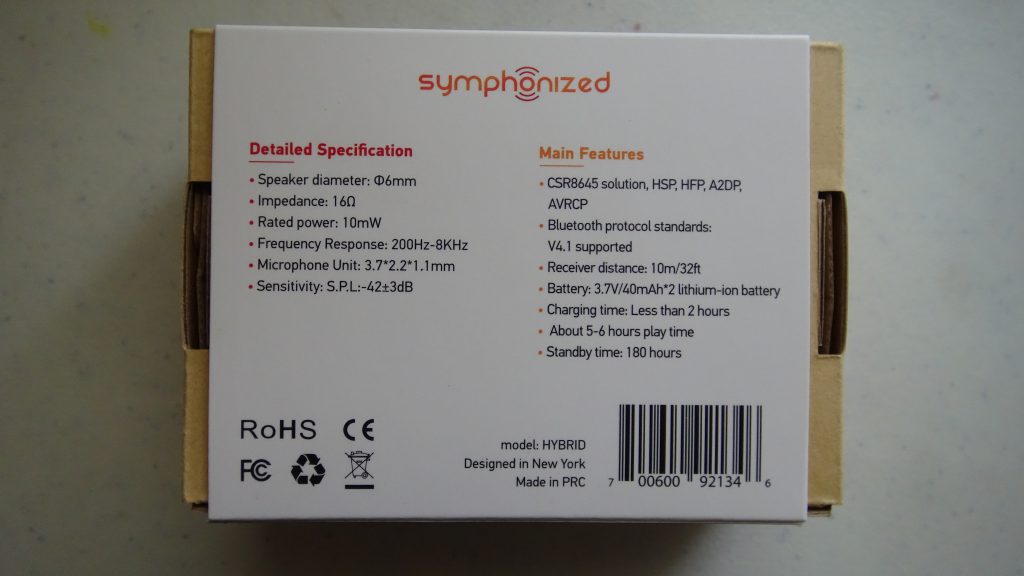 symphonized
Detailed Specification
• Speaker diameter: Φ6mm
• Impedance: 16Ω
• Rated power: 10mW
• Frequency Response: 200Hz-8KHz
• Microphone Unit: 3.7*2.2*1.1mm
• Sensitivity: S.P.L:-42±3dB
Main Features
• CSR8645 solution, HSP, HFP, A2DP,
AVRCP
• Bluetooth protocol standards:
V4.1 supported
• Receiver distance: 10m/32ft
• Battery: 3.7V/40mAh*2 lithium-ion battery
• Charging time: Less than 2 hours
• About 5-6 hours play time
• Standby time: 180 hours
RoHS CE
FC
model: HYBRID
Designed in New York
Made in PRC
7 00600 92134 6